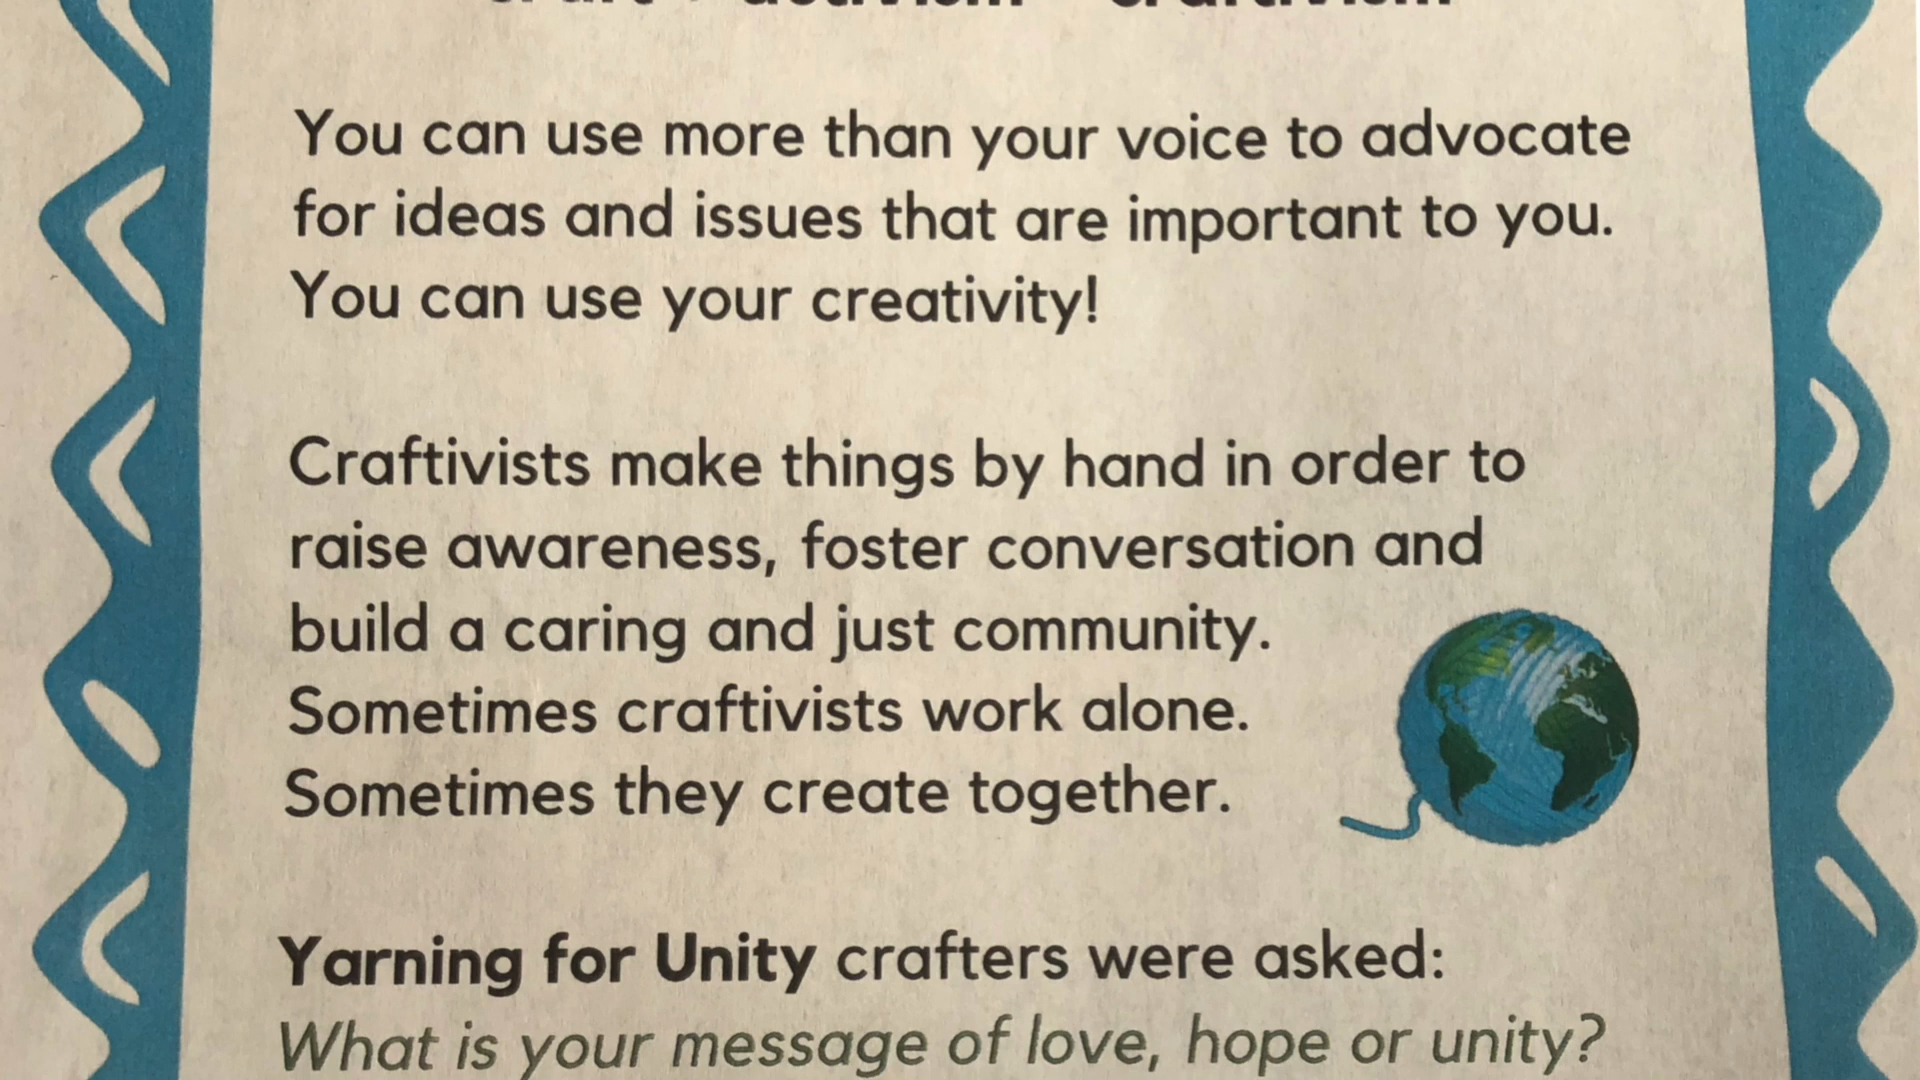 You can use more than your voice to advocate
for ideas and issues that are important to you.
You can use your creativity!
Craftivists make things by hand in order to
raise awareness, foster conversation and
build a caring and just community.
Sometimes craftivists work alone.
Sometimes they create together.
Yarning for Unity crafters were asked:
What is your message of love, hope or unity?